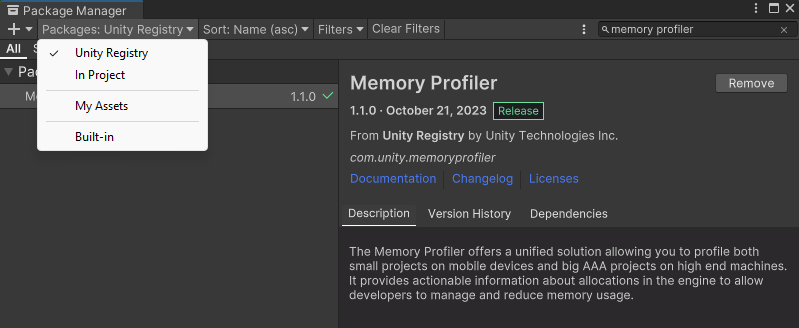 Package Manager
+ Packages: Unity Registry Sort: Name (asc) Filters Clear Filters memory profiler
All
Unity Registry
In Project
My Assets
Built-in
1.1.0
Memory Profiler
Remove
1.1.0 · October 21, 2023 Release
From Unity Registry by Unity Technologies Inc.
com.unity.memoryprofiler
Documentation Changelog Licenses
Description Version History Dependencies
The Memory Profiler offers a unified solution allowing you to profile both
small projects on mobile devices and big AAA projects on high end machines.
It provides actionable information about allocations in the engine to allow
developers to manage and reduce memory usage.